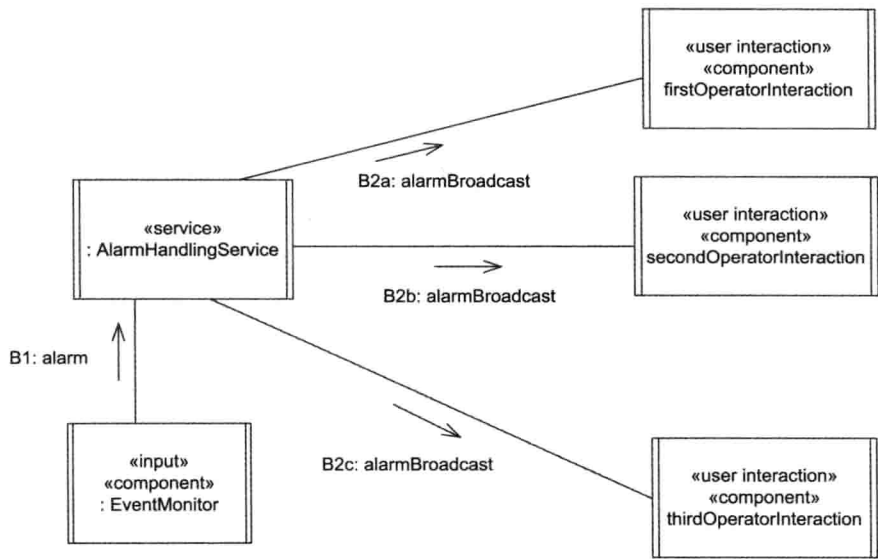 «user interaction»
«component»
firstOperatorInteraction
B2a: alarmBroadcast
«service»
: AlarmHandlingService
«user interaction»
«component»
secondOperatorInteraction
B2b: alarmBroadcast
B1: alarm
B2c: alarmBroadcast
«input»
«component»
: EventMonitor
«user interaction»
«component»
thirdOperatorInteraction